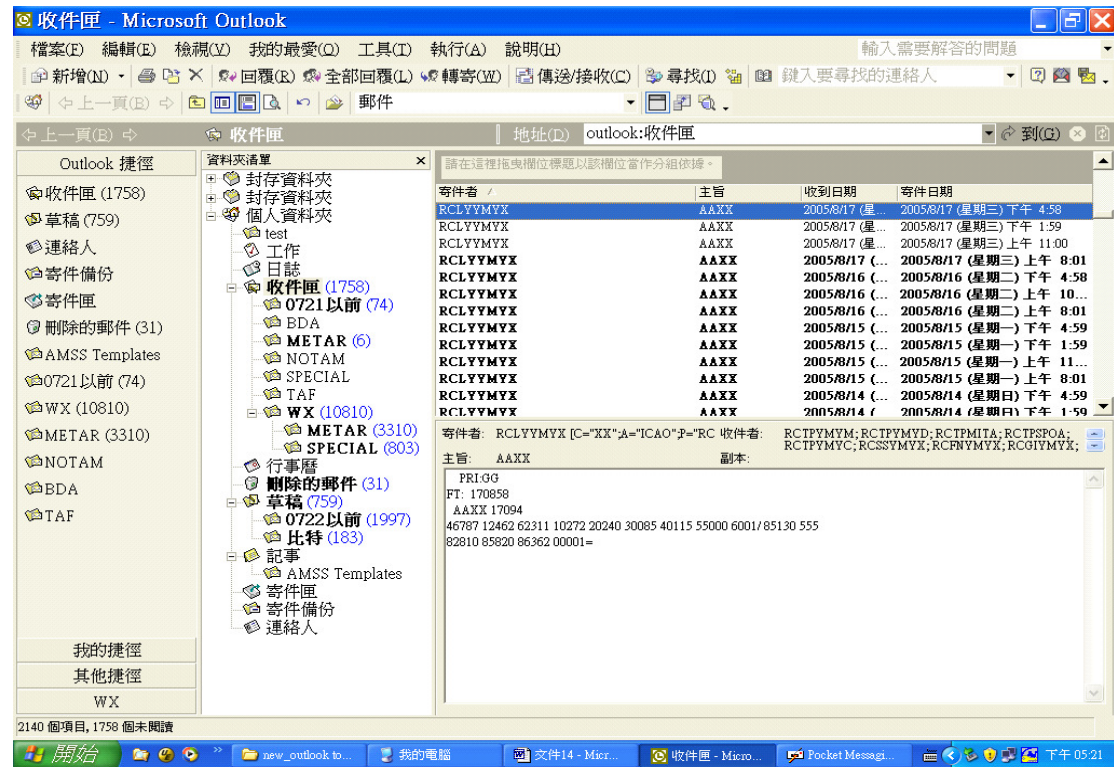 收件匣 - Microsoft Outlook
檔案(F) 編輯(E) 檢視(V) 我的最愛(O) 工具(T) 執行(A) 說明(H) 輸入需要解答的問題
新增(N) 回覆(R) 全部回覆(L) 轉寄(W) 傳送/接收(C) 尋找(I) 鍵入要尋找的連絡人
上一頁(B) 郵件
上一頁(B) 收件匣 地址(D) outlook:收件匣 到(G)
Outlook 捷徑
收件匣 (1758)
草稿 (759)
連絡人
寄件備份
寄件匣
刪除的郵件 (31)
AMSS Templates
0721以前 (74)
WX (10810)
METAR (3310)
NOTAM
BDA
TAF
我的捷徑
其他捷徑
WX
資料夾清單
封存資料夾
封存資料夾
個人資料夾
test
工作
日誌
收件匣 (1758)
0721以前 (74)
BDA
METAR (6)
NOTAM
SPECIAL
TAF
WX (10810)
METAR (3310)
SPECIAL (803)
行事曆
刪除的郵件 (31)
草稿 (759)
0722以前 (1997)
比特 (183)
記事
AMSS Templates
寄件匣
寄件備份
連絡人
請在這裡拖曳欄位標題以該欄位當作分組依據。
寄件者 主旨 收到日期 寄件日期
RCLYYMYX AAXX 2005/8/17 (星... 2005/8/17 (星期三) 下午 4:58
RCLYYMYX AAXX 2005/8/17 (星... 2005/8/17 (星期三) 下午 1:59
RCLYYMYX AAXX 2005/8/17 (星... 2005/8/17 (星期三) 上午 11:00
RCLYYMYX AAXX 2005/8/17 (... 2005/8/17 (星期三) 上午 8:01
RCLYYMYX AAXX 2005/8/16 (... 2005/8/16 (星期二) 下午 4:58
RCLYYMYX AAXX 2005/8/16 (... 2005/8/16 (星期二) 上午 10...
RCLYYMYX AAXX 2005/8/16 (... 2005/8/16 (星期二) 上午 8:01
RCLYYMYX AAXX 2005/8/15 (... 2005/8/15 (星期一) 下午 4:59
RCLYYMYX AAXX 2005/8/15 (... 2005/8/15 (星期一) 下午 1:59
RCLYYMYX AAXX 2005/8/15 (... 2005/8/15 (星期一) 上午 11...
RCLYYMYX AAXX 2005/8/15 (... 2005/8/15 (星期一) 上午 8:01
RCLYYMYX AAXX 2005/8/14 (... 2005/8/14 (星期日) 下午 4:59
RCLYYMYX AAXX 2005/8/14 ( 2005/8/14 (星期日) 下午 1:59
寄件者: RCLYYMYX [C="XX";A="ICAO";P="RC 收件者: RCTPYMYM; RCTPYMYD; RCTPMITA; RCTPSPOA;
RCTPYMYC; RCSSYMYX; RCFNYMYX; RCGIYMYX;
主旨: AAXX 副本:
PRI:GG
FT: 170858
AAXX 17094
46787 12462 62311 10272 20240 30085 40115 55000 6001/ 85130 555
82810 85820 86362 00001=
2140 個項目, 1758 個未閱讀
開始 new_outlook to... 我的電腦 文件14 - Micr... 收件匣 - Micro... Pocket Messagi... 下午 05:21